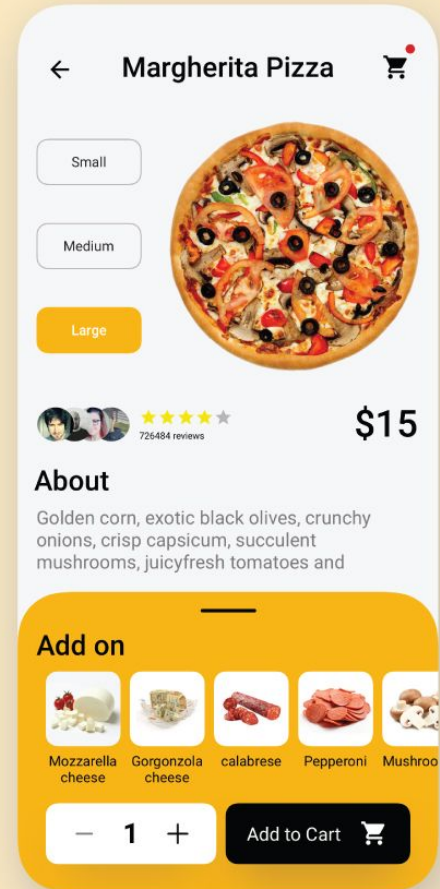 Margherita Pizza
Small
Medium
Large
726484 reviews
$15
About
Golden corn, exotic black olives, crunchy
onions, crisp capsicum, succulent
mushrooms, juicyfresh tomatoes and
Add on
Mozzarella
cheese
Gorgonzola
cheese
calabrese
Pepperoni
Mushroo
1
Add to Cart